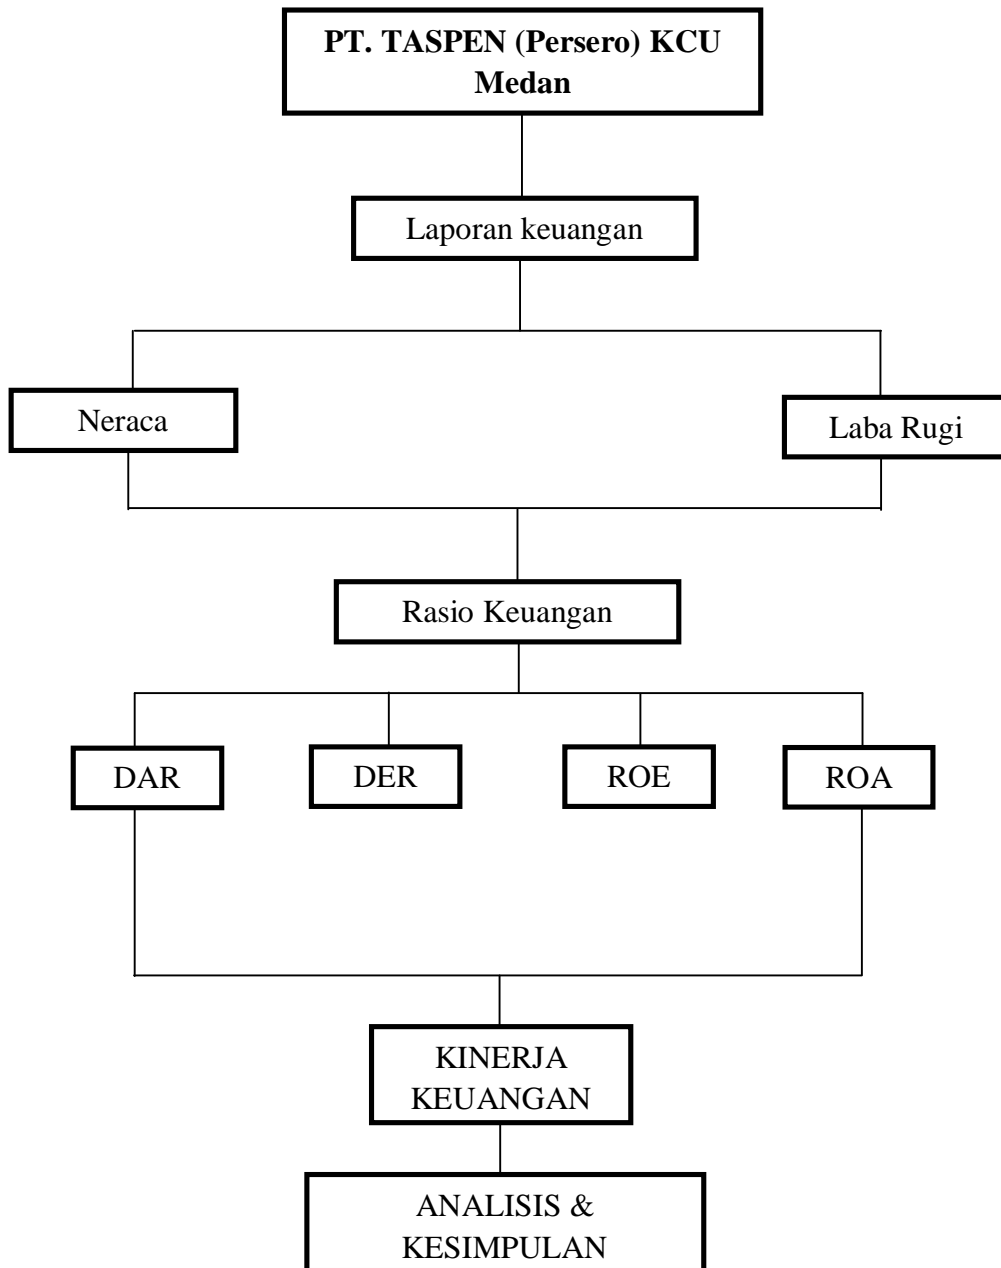 PT. TASPEN (Persero) KCU
Medan
Laporan keuangan
Neraca
Laba Rugi
Rasio Keuangan
DAR
DER
ROE
ROA
KINERJA
KEUANGAN
ANALISIS &
KESIMPULAN